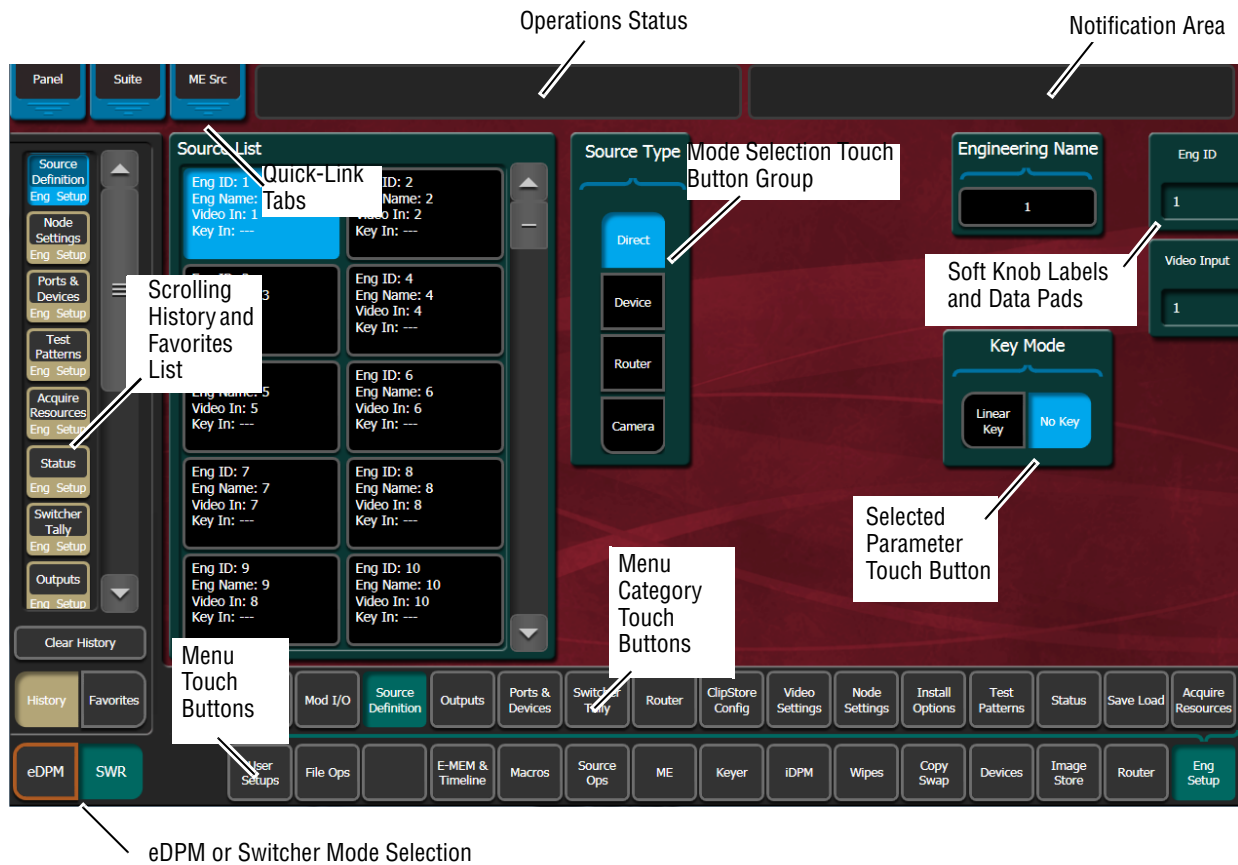 Operations Status
Notification Area
Panel
Suite
ME Src
Source List
Quick-Link
Tabs
Source
Definition
Eng Setup
Node
Settings
Eng Setup
Ports &
Devices
Eng Setup
Test
Patterns
Eng Setup
Acquire
Resources
Eng Setup
Status
Eng Setup
Switcher
Tally
Eng Setup
Outputs
Eng Setup
Clear History
History
Favorites
Scrolling
History and
Favorites
List
Eng ID: 1
Eng Name:
Video In: 1
Key In: ---
ID: 2
Name: 2
In: 2
Key In: ---
3
Eng ID: 4
Eng Name: 4
Video In: 4
Key In: ---
5
Video In: 5
Key In: ---
Eng ID: 6
Eng Name: 6
Video In: 6
Key In: ---
Eng ID: 7
Eng Name: 7
Video In: 7
Key In: ---
Eng ID: 8
Eng Name: 8
Video In: 8
Key In: ---
Eng ID: 9
Eng Name: 9
Video In: 8
Key In: ---
Eng ID: 10
Eng Name: 10
Video In: 10
Key In: ---
Source Type
Direct
Device
Router
Camera
Mode Selection Touch
Button Group
Engineering Name
1
Eng ID
1
Video Input
1
Soft Knob Labels
and Data Pads
Key Mode
Linear
Key
No Key
Selected
Parameter
Touch Button
Menu
Category
Touch
Buttons
Menu
Touch
Buttons
Mod I/O
Source
Definition
Outputs
Ports &
Devices
Switcher
Tally
Router
ClipStore
Config
Video
Settings
Node
Settings
Install
Options
Test
Patterns
Status
Save Load
Acquire
Resources
eDPM
SWR
User
Setups
File Ops
E-MEM &
Timeline
Macros
Source
Ops
ME
Keyer
iDPM
Wipes
Copy
Swap
Devices
Image
Store
Router
Eng
Setup
eDPM or Switcher Mode Selection